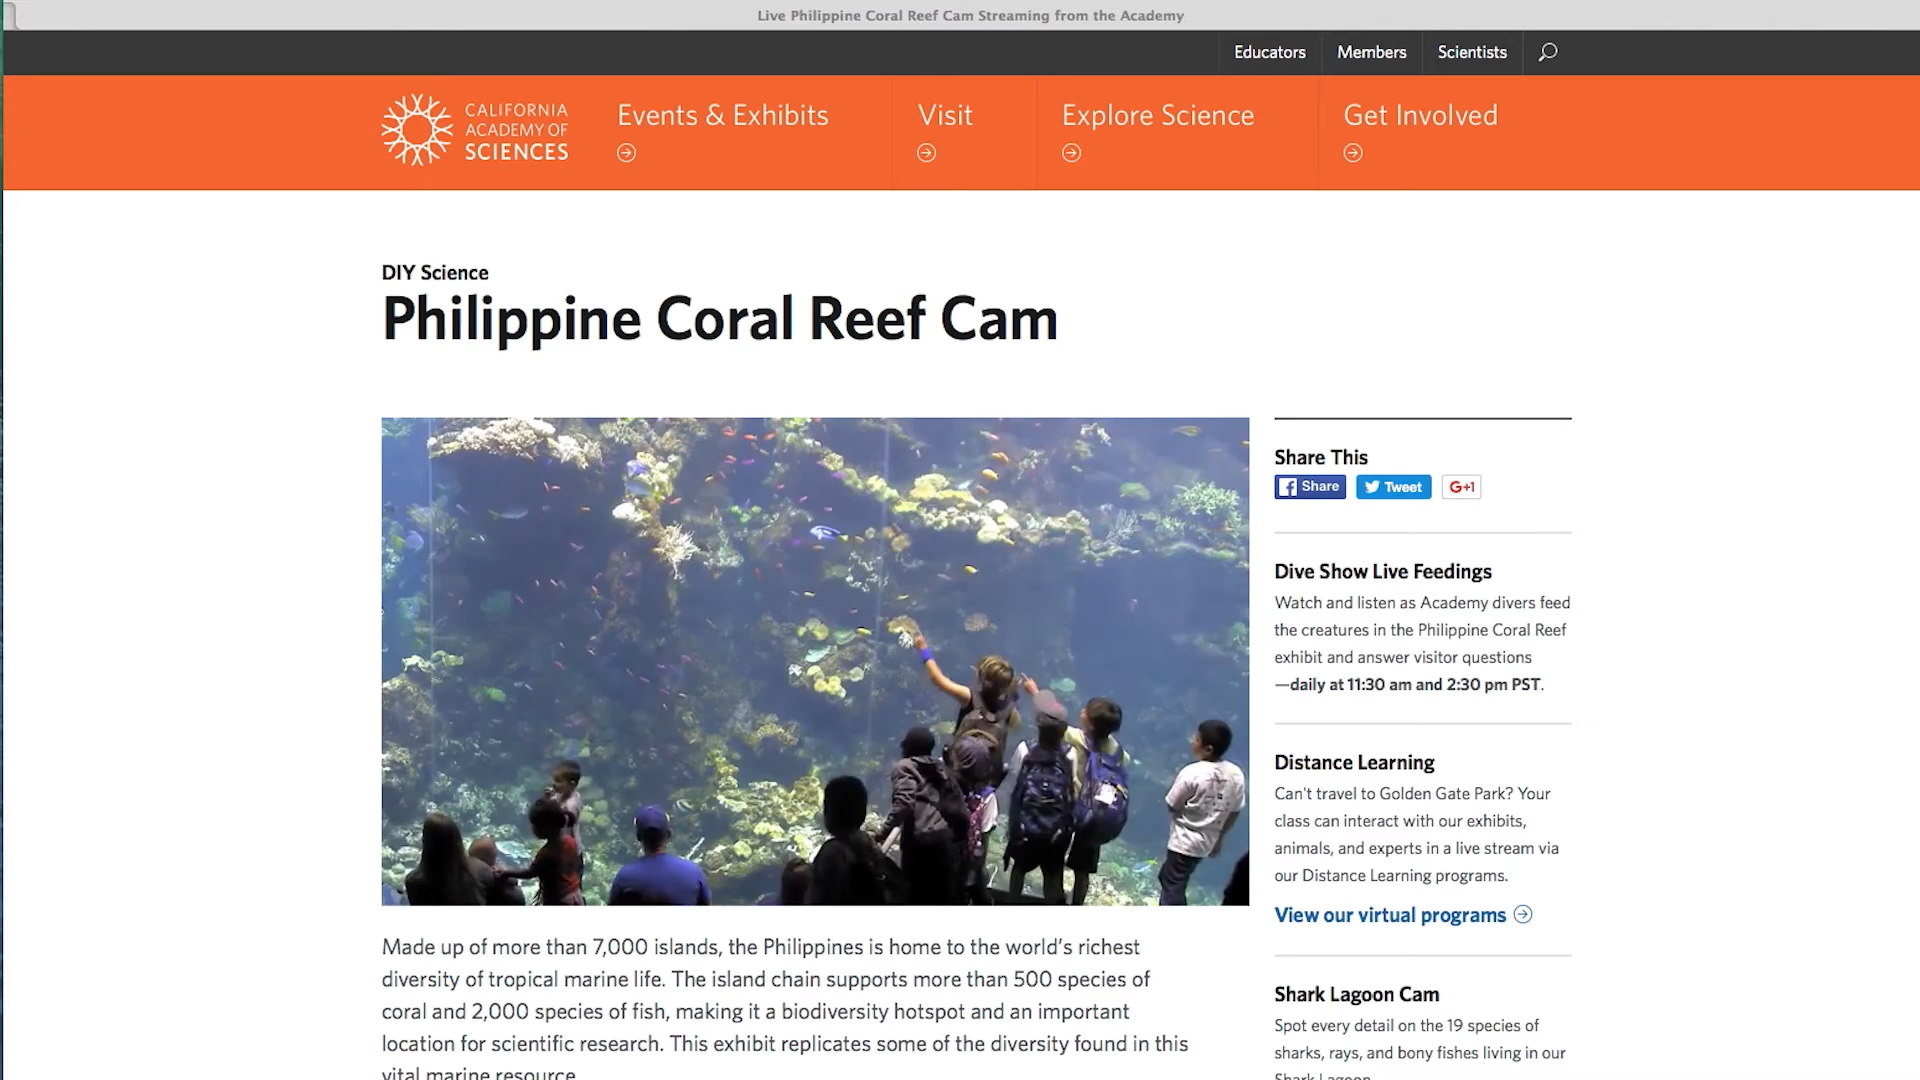 Live Philippine Coral Reef Cam Streaming from the Academy
Educators
Members
Scientists
CALIFORNIA
ACADEMY OF
SCIENCES
Events & Exhibits
Visit
Explore Science
Get Involved
DIY Science
Philippine Coral Reef Cam
Share This
Share
Tweet
G+1
Dive Show Live Feedings
Watch and listen as Academy divers feed
the creatures in the Philippine Coral Reef
exhibit and answer visitor questions
—daily at 11:30 am and 2:30 pm PST.
Distance Learning
Can't travel to Golden Gate Park? Your
class can interact with our exhibits,
animals, and experts in a live stream via
our Distance Learning programs.
View our virtual programs
Shark Lagoon Cam
Spot every detail on the 19 species of
sharks, rays, and bony fishes living in our
Shark Lagoon
Made up of more than 7,000 islands, the Philippines is home to the world's richest
diversity of tropical marine life. The island chain supports more than 500 species of
coral and 2,000 species of fish, making it a biodiversity hotspot and an important
location for scientific research. This exhibit replicates some of the diversity found in this
vital marine resource